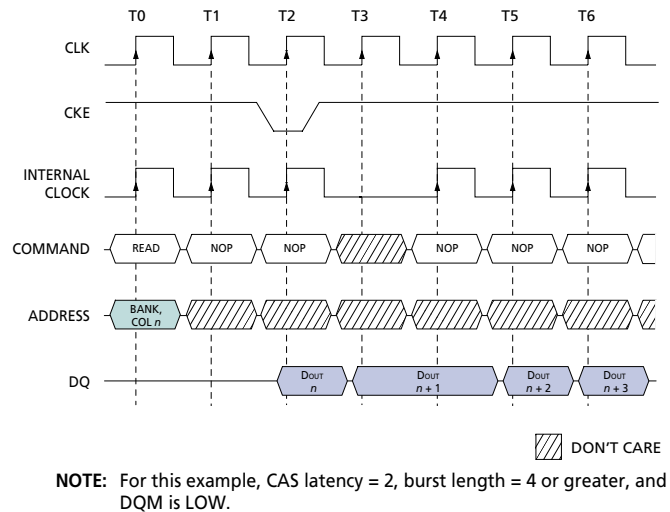 T0 T1 T2 T3 T4 T5 T6
CLK
CKE
INTERNAL
CLOCK
COMMAND READ NOP NOP NOP NOP NOP
ADDRESS BANK,
COL n
DQ DOUT DOUT DOUT DOUT
n n + 1 n + 2 n + 3
DON'T CARE
NOTE: For this example, CAS latency = 2, burst length = 4 or greater, and
DQM is LOW.